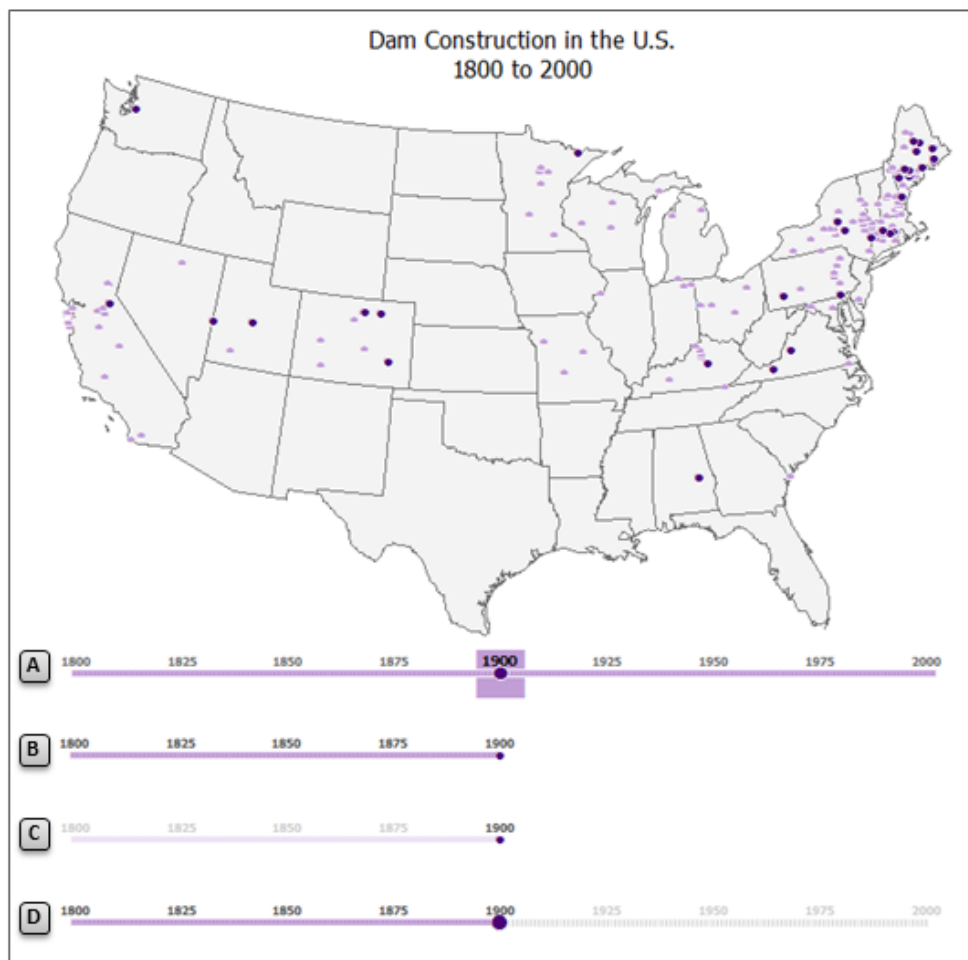 Dam Construction in the U.S.
1800 to 2000
A 1800 1825 1850 1875 1900 1925 1950 1975 2000
B 1800 1825 1850 1875 1900
C 1800 1825 1850 1875 1900
D 1800 1825 1850 1875 1900 1925 1950 1975 2000